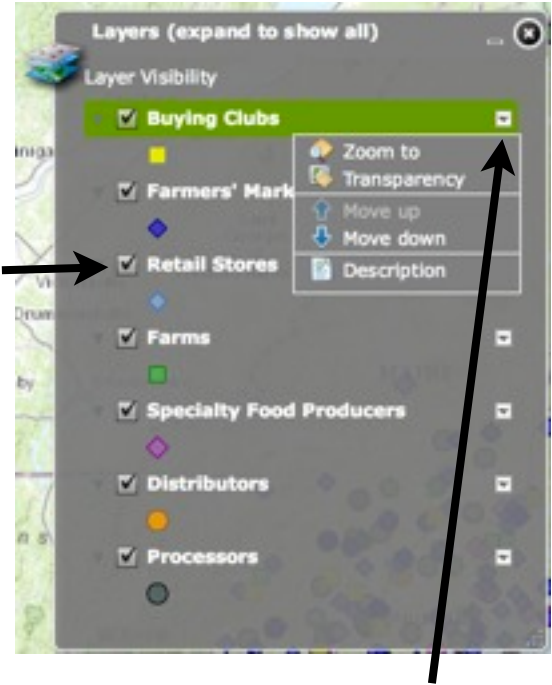 Layers (expand to show all)
Layer Visibility
Buying Clubs
Zoom to
Transparency
Farmers' Mark
Move up
Move down
Retail Stores
Description
Farms
Specialty Food Producers
Distributors
Processors